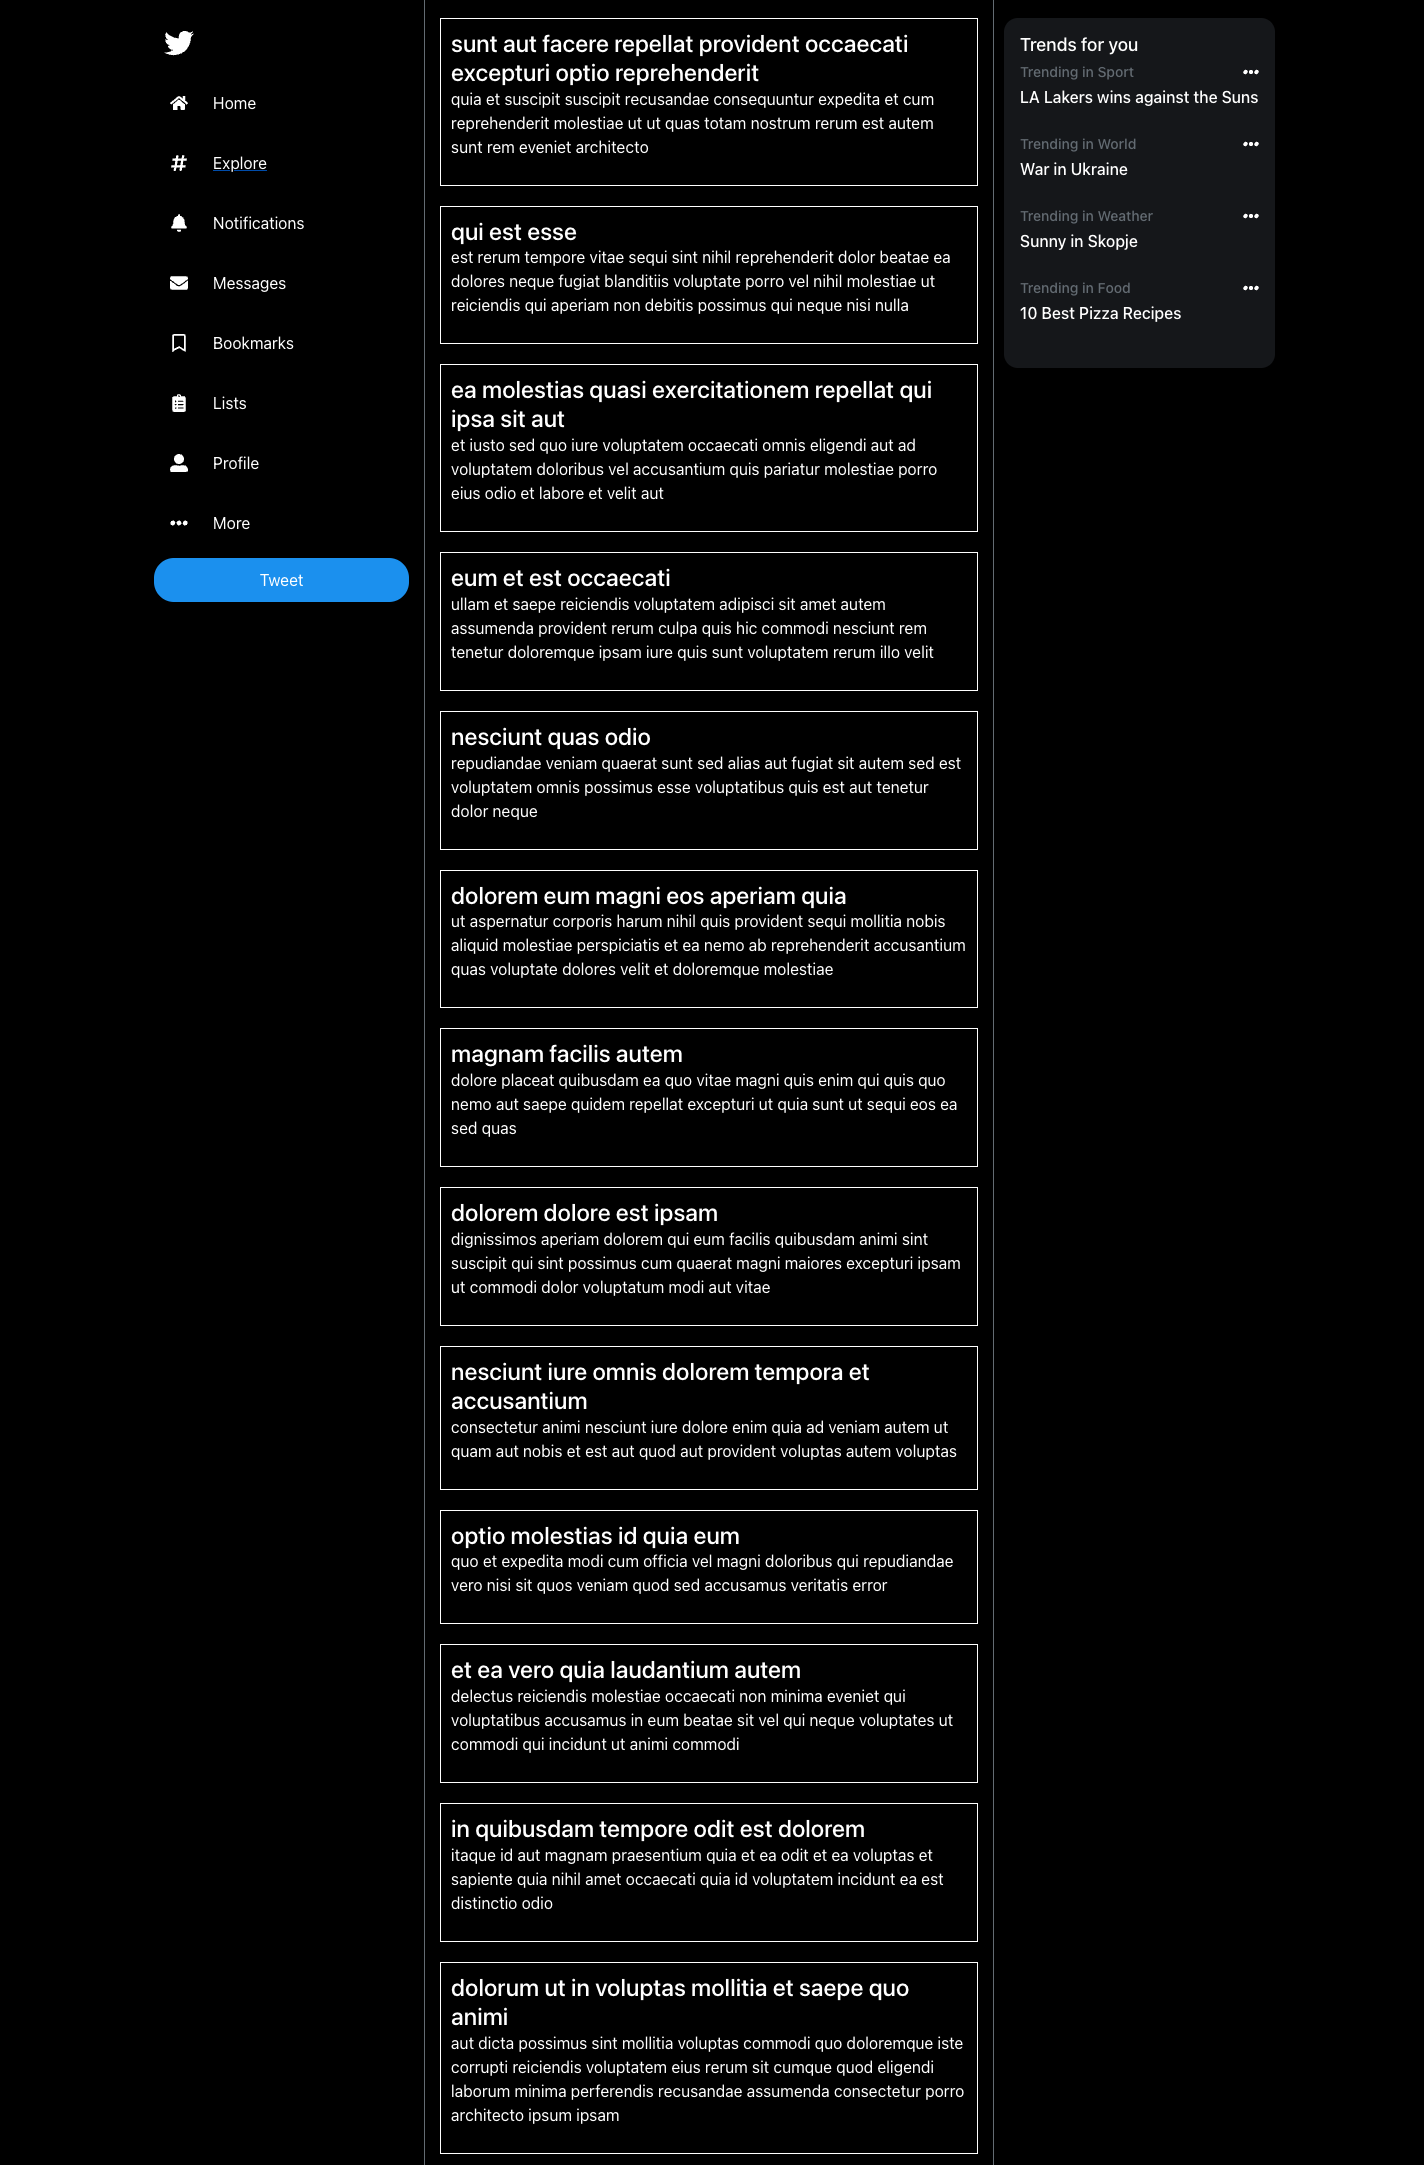 Home
Explore
Notifications
Messages
Bookmarks
Lists
Profile
More
Tweet
sunt aut facere repellat provident occaecati
excepturi optio reprehenderit
quia et suscipit suscipit recusandae consequuntur expedita et cum
reprehenderit molestiae ut ut quas totam nostrum rerum est autem
sunt rem eveniet architecto
qui est esse
est rerum tempore vitae sequi sint nihil reprehenderit dolor beatae ea
dolores neque fugiat blanditiis voluptate porro vel nihil molestiae ut
reiciendis qui aperiam non debitis possimus qui neque nisi nulla
ea molestias quasi exercitationem repellat qui
ipsa sit aut
et iusto sed quo iure voluptatem occaecati omnis eligendi aut ad
voluptatem doloribus vel accusantium quis pariatur molestiae porro
eius odio et labore et velit aut
eum et est occaecati
ullam et saepe reiciendis voluptatem adipisci sit amet autem
assumenda provident rerum culpa quis hic commodi nesciunt rem
tenetur doloremque ipsam iure quis sunt voluptatem rerum illo velit
nesciunt quas odio
repudiandae veniam quaerat sunt sed alias aut fugiat sit autem sed est
voluptatem omnis possimus esse voluptatibus quis est aut tenetur
dolor neque
dolorem eum magni eos aperiam quia
ut aspernatur corporis harum nihil quis provident sequi mollitia nobis
aliquid molestiae perspiciatis et ea nemo ab reprehenderit accusantium
quas voluptate dolores velit et doloremque molestiae
magnam facilis autem
dolore placeat quibusdam ea quo vitae magni quis enim qui quis quo
nemo aut saepe quidem repellat excepturi ut quia sunt ut sequi eos ea
sed quas
dolorem dolore est ipsam
dignissimos aperiam dolorem qui eum facilis quibusdam animi sint
suscipit qui sint possimus cum quaerat magni maiores excepturi ipsam
ut commodi dolor voluptatum modi aut vitae
nesciunt iure omnis dolorem tempora et
accusantium
consectetur animi nesciunt iure dolore enim quia ad veniam autem ut
quam aut nobis et est aut quod aut provident voluptas autem voluptas
optio molestias id quia eum
quo et expedita modi cum officia vel magni doloribus qui repudiandae
vero nisi sit quos veniam quod sed accusamus veritatis error
et ea vero quia laudantium autem
delectus reiciendis molestiae occaecati non minima eveniet qui
voluptatibus accusamus in eum beatae sit vel qui neque voluptates ut
commodi qui incidunt ut animi commodi
in quibusdam tempore odit est dolorem
itaque id aut magnam praesentium quia et ea odit et ea voluptas et
sapiente quia nihil amet occaecati quia id voluptatem incidunt ea est
distinctio odio
dolorum ut in voluptas mollitia et saepe quo
animi
aut dicta possimus sint mollitia voluptas commodi quo doloremque iste
corrupti reiciendis voluptatem eius rerum sit cumque quod eligendi
laborum minima perferendis recusandae assumenda consectetur porro
architecto ipsum ipsam
Trends for you
Trending in Sport
LA Lakers wins against the Suns
Trending in World
War in Ukraine
Trending in Weather
Sunny in Skopje
Trending in Food
10 Best Pizza Recipes